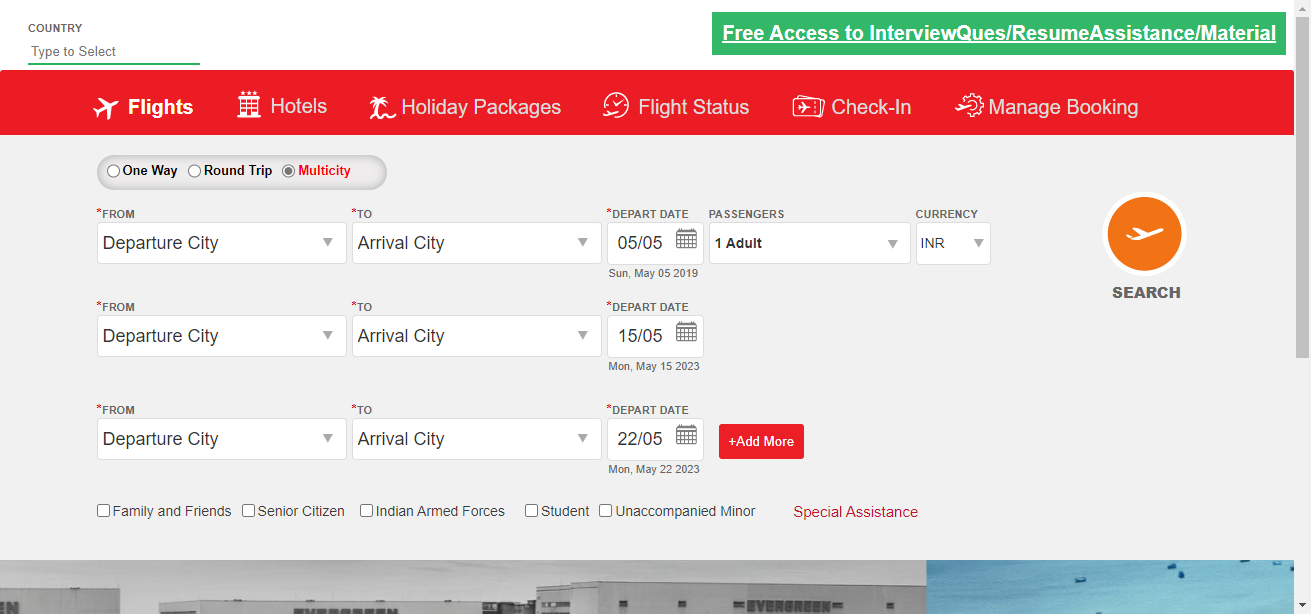 COUNTRY
Type to Select
Free Access to InterviewQues/ResumeAssistance/Material
Flights Hotels Holiday Packages Flight Status Check-In Manage Booking
One Way Round Trip Multicity
*FROM *TO *DEPART DATE PASSENGERS CURRENCY
Departure City Arrival City 05/05 1 Adult INR
Sun, May 05 2019
SEARCH
*FROM *TO *DEPART DATE
Departure City Arrival City 15/05
Mon, May 15 2023
*FROM *TO *DEPART DATE
Departure City Arrival City 22/05 +Add More
Mon, May 22 2023
Family and Friends Senior Citizen Indian Armed Forces Student Unaccompanied Minor Special Assistance
EVERGREEN EVERGREEN